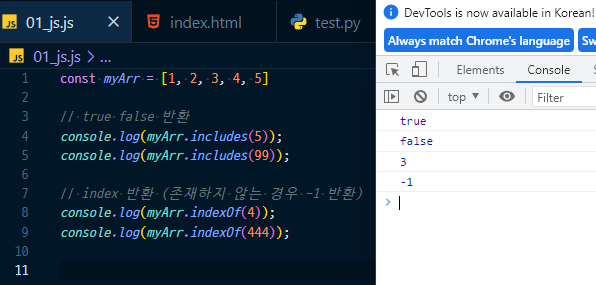 01_js.js
index.html
test.py
01_js.js > ...
1 const myArr = [1, 2, 3, 4, 5]
2
3 // true false 반환
4 console.log(myArr.includes(5));
5 console.log(myArr.includes(99));
6
7 // index 반환 (존재하지 않는 경우 -1 반환)
8 console.log(myArr.indexOf(4));
9 console.log(myArr.indexOf(444));
10
11
DevTools is now available in Korean!
Always match Chrome's language
Sw
Elements Console
top Filter
true
false
3
-1